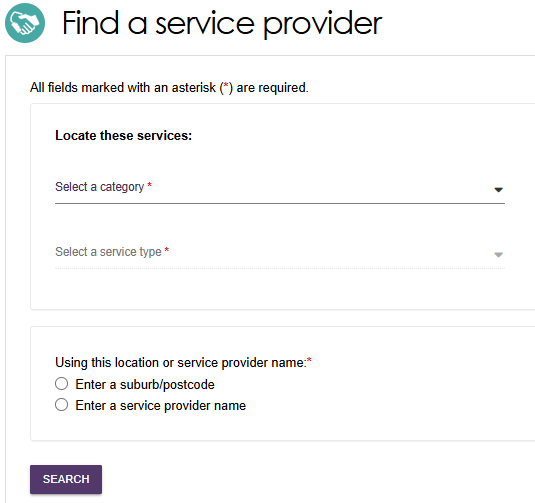 Find a service provider
All fields marked with an asterisk (*) are required.
Locate these services:
Select a category *
Select a service type *
Using this location or service provider name:*
Enter a suburb/postcode
Enter a service provider name
SEARCH